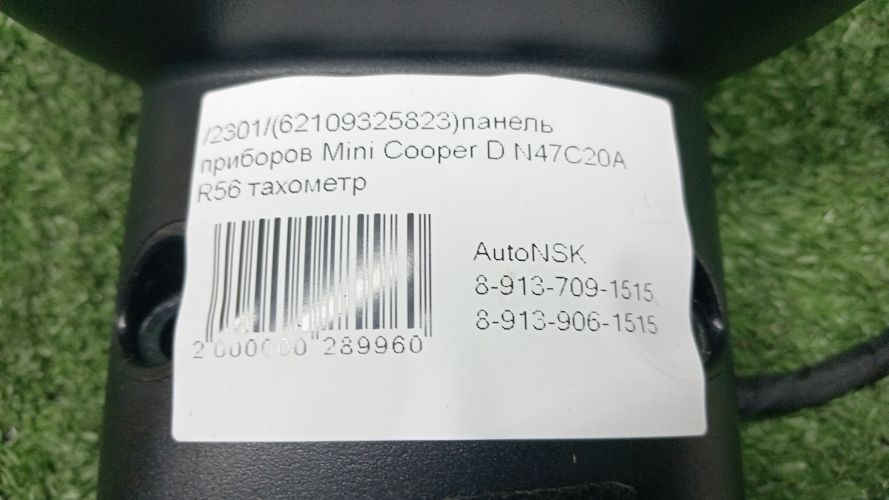 /2301/(62109325823)панель
приборов Mini Cooper D N47C20A
R56 тахометр
AutoNSK
8-913-709-1515
8-913-906-1515
2 000000 289960